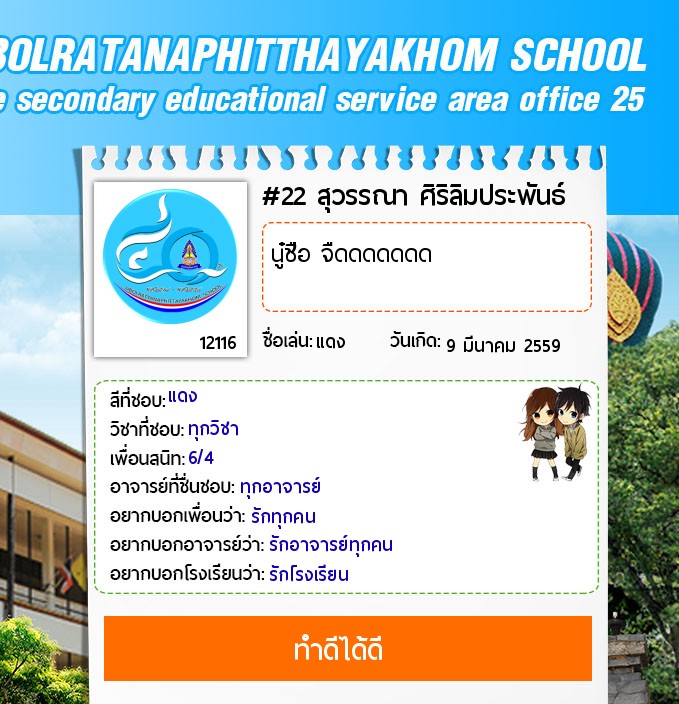 BOLRATANAPHITTHAYAKHOM SCHOOL
secondary educational service area office 25
#22 สุวรรณา ศิริลิมประพันธ์
นู๋ซือ จืดดดดดดด
12116
ชื่อเล่น: แดง วันเกิด: 9 มีนาคม 2559
สีที่ชอบ: แดง
วิชาที่ชอบ: ทุกวิชา
เพื่อนสนิท: 6/4
อาจารย์ที่ชื่นชอบ: ทุกอาจารย์
อยากบอกเพื่อนว่า: รักทุกคน
อยากบอกอาจารย์ว่า: รักอาจารย์ทุกคน
อยากบอกโรงเรียนว่า: รักโรงเรียน
ทำดีได้ดี